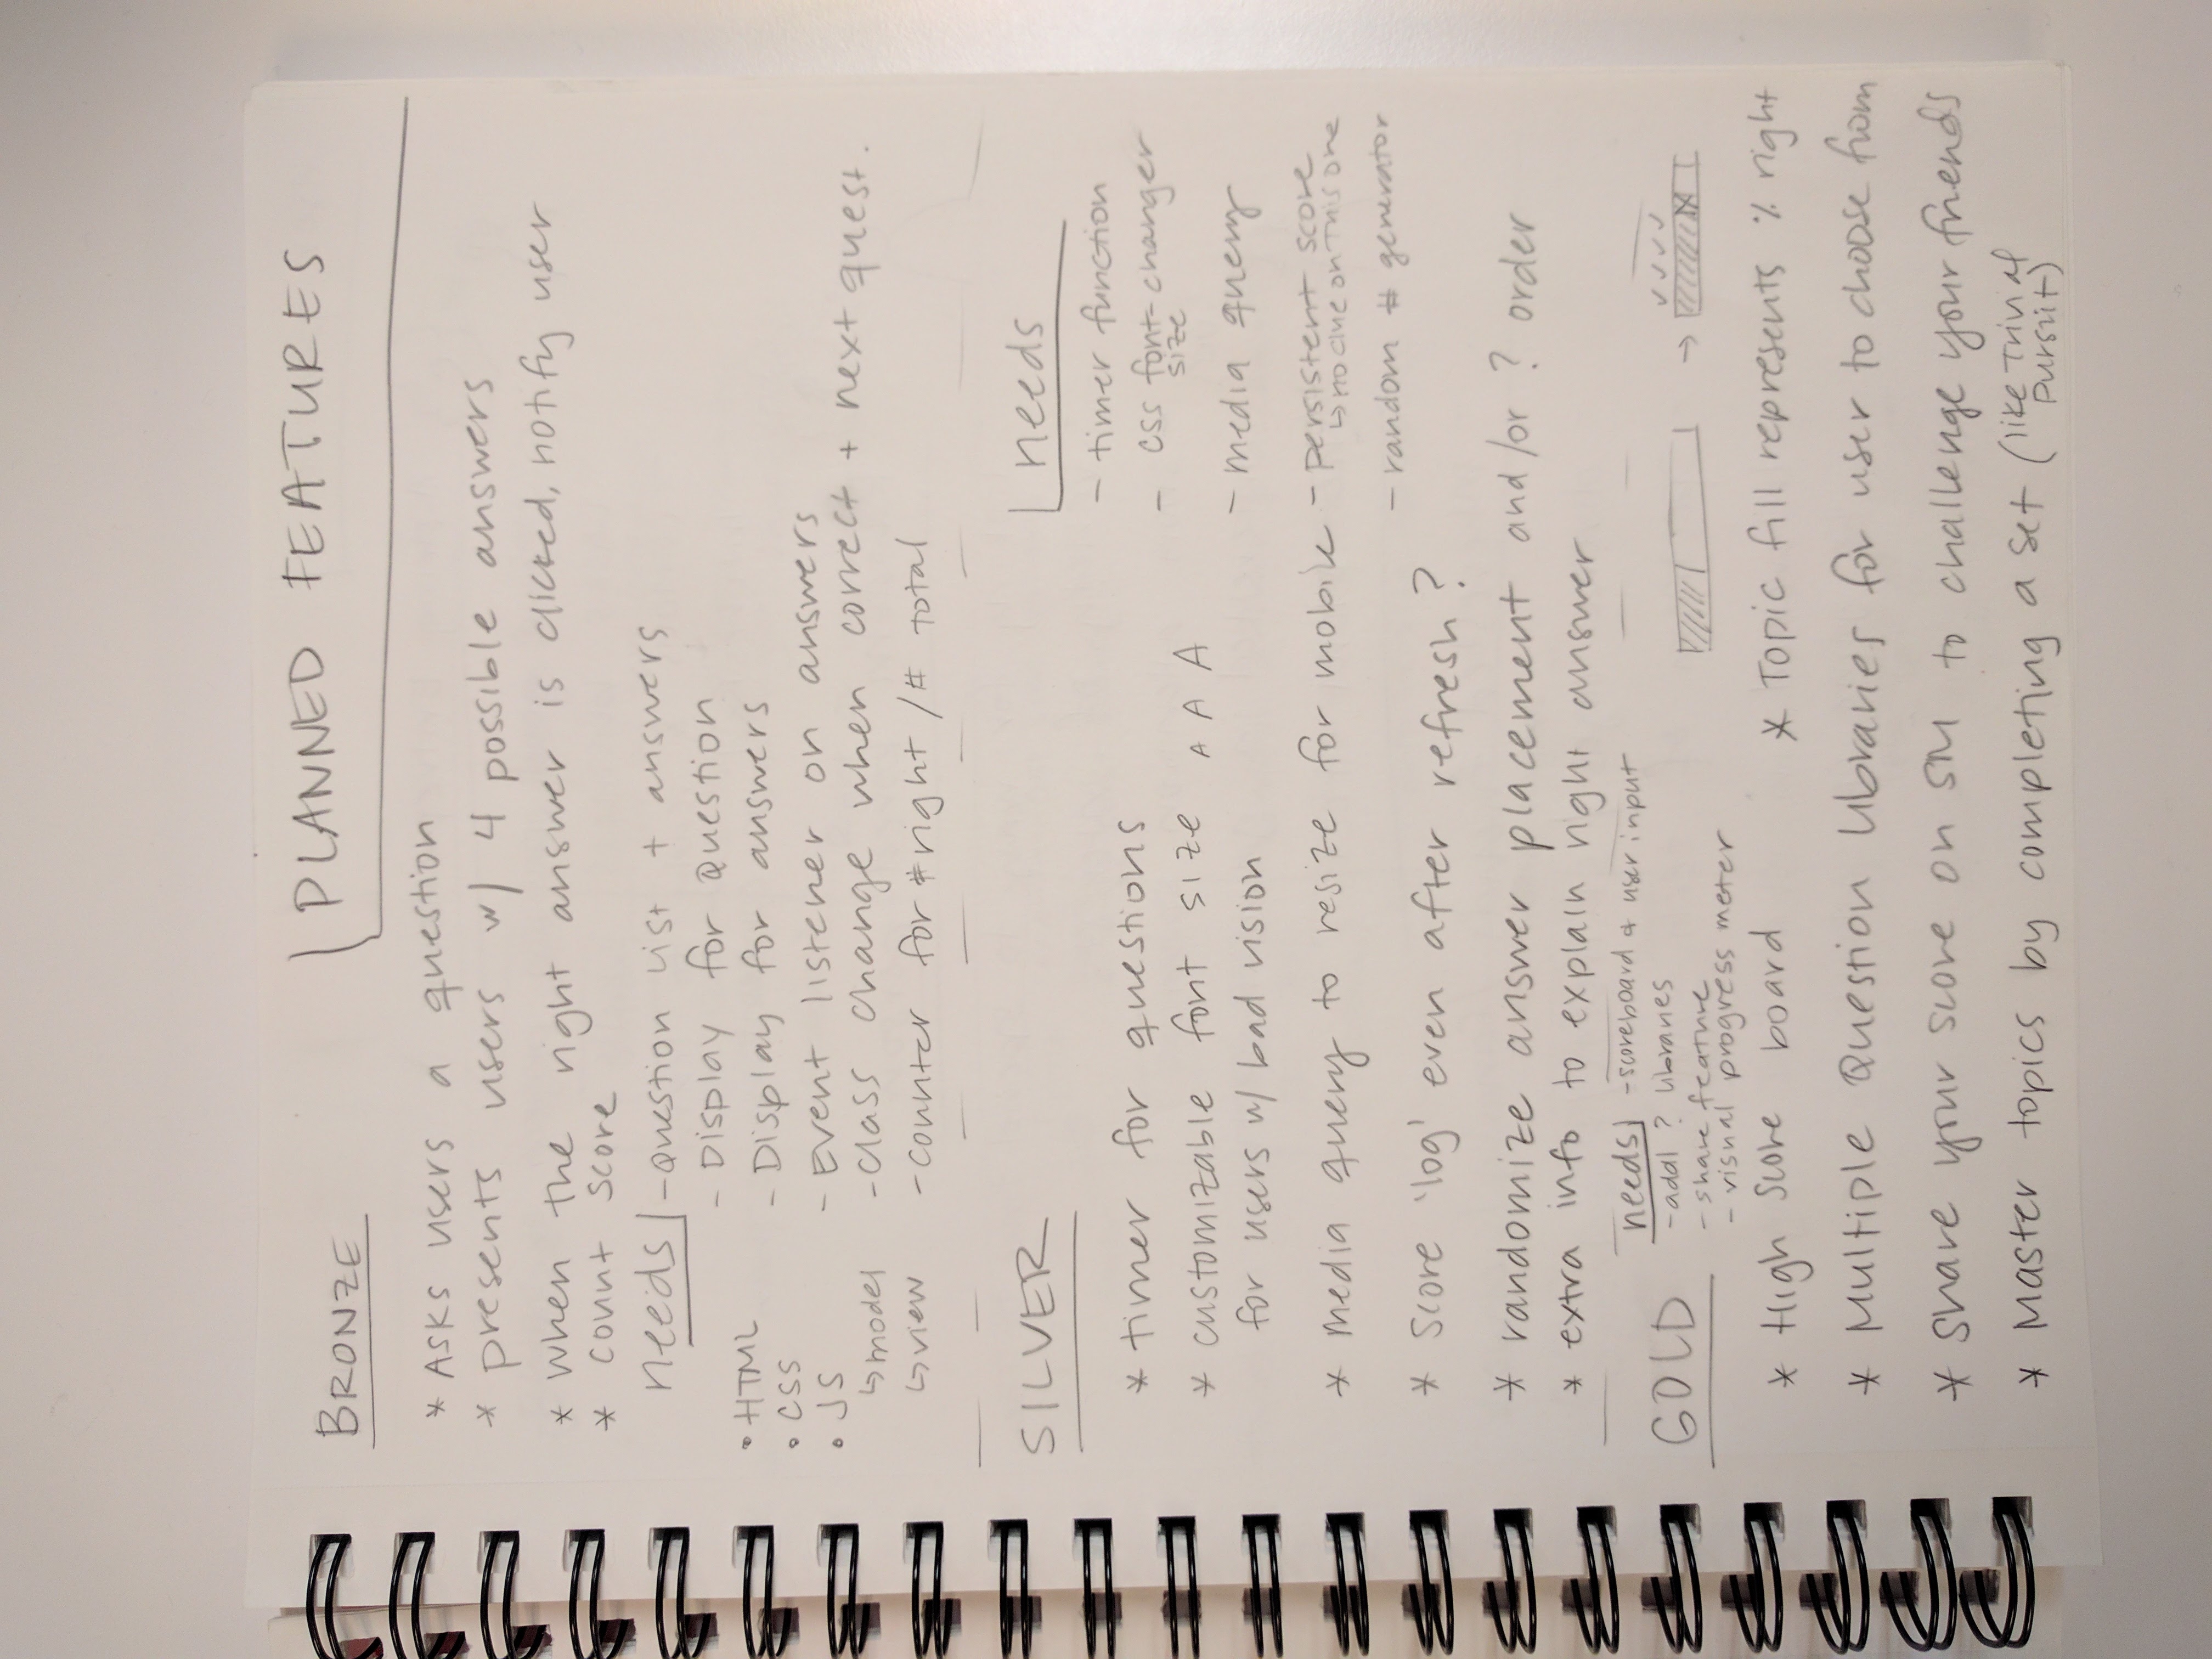 PLANNED FEATURES
BRONZE
* Asks users a question
* presents users w/ 4 possible answers
* when the right answer is clicked, notify user
* count score
needs
- Question list + answers
- Display for question
- Display for answers
- Event listener on answers
- class change when correct + next quest.
- counter for # right / # total
• HTML
• CSS
• JS
↳ model
↳ view
SILVER
* timer for questions
* customizable font size A A A
for users w/ bad vision
* media query to resize for mobile
* Score 'log' even after refresh?
* randomize answer placement and/or ? order
* extra info to explain right answer
needs
- timer function
- css font-changer
size
- media query
- persistent score
↳ no clue on this one
- random # generator
GOLD
needs
- scoreboard + user input
- addl ? libraries
- share feature
- visual progress meter
* High score board
* Topic fill represents % right
* Multiple Question libraries for user to choose from
* Share your score on SM to challenge your friends
* Master topics by completing a set (like Trivial
Pursuit)